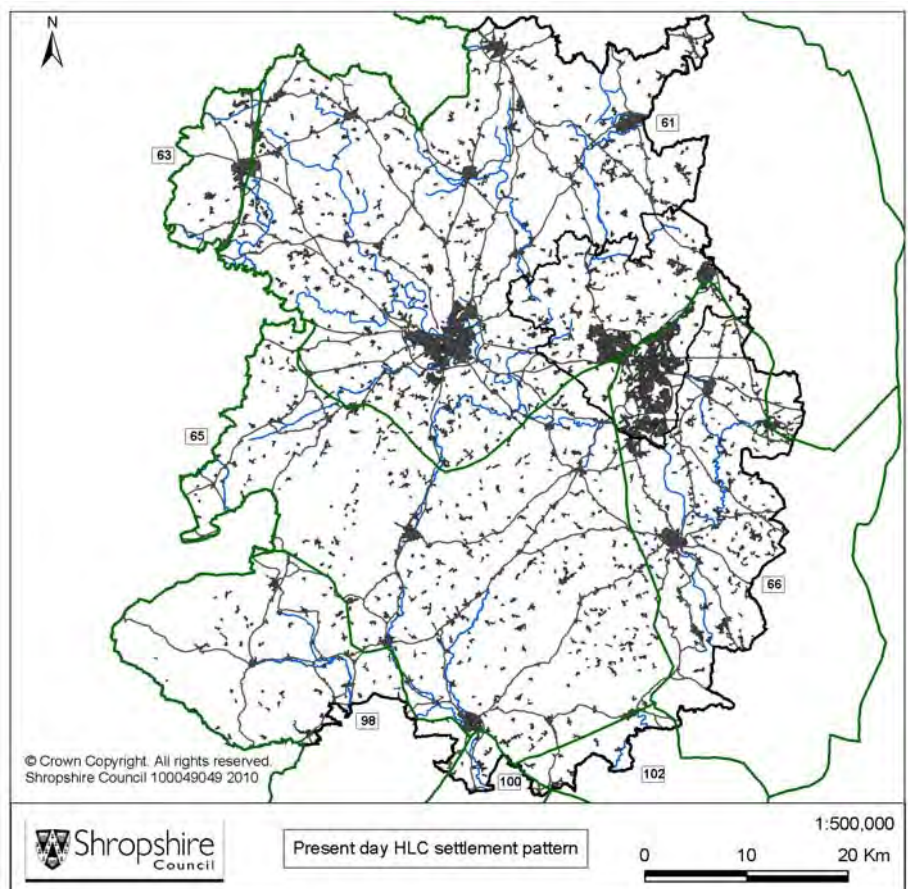 N
63
61
65
66
98
100
102
© Crown Copyright. All rights reserved.
Shropshire Council 100049049 2010
Shropshire
Council
Present day HLC settlement pattern
1:500,000
0 10 20 Km